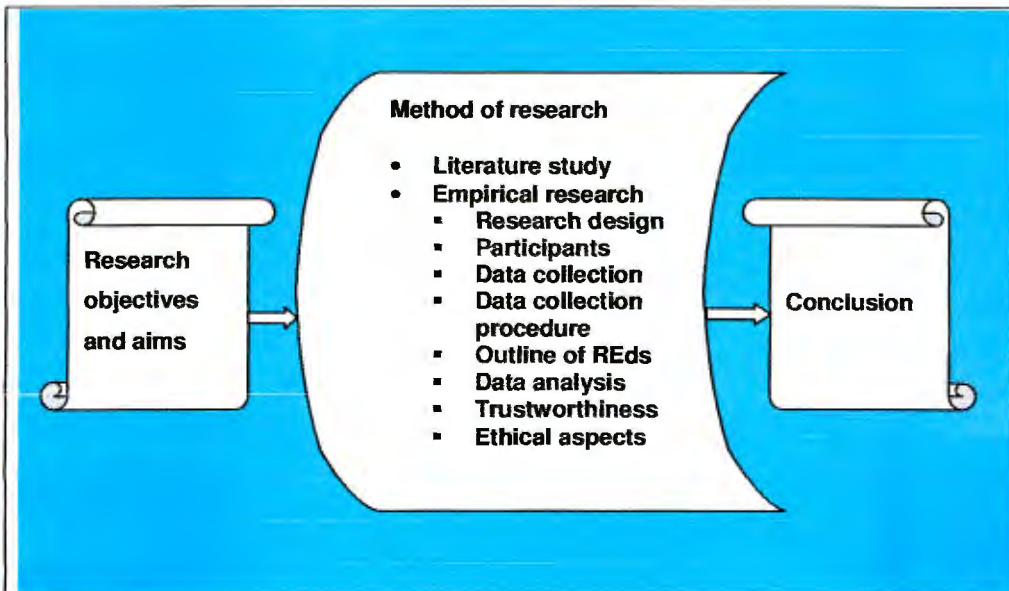 Research
objectives
and aims
Method of research
• Literature study
• Empirical research
▪ Research design
▪ Participants
▪ Data collection
▪ Data collection
procedure
▪ Outline of REds
▪ Data analysis
▪ Trustworthiness
▪ Ethical aspects
Conclusion